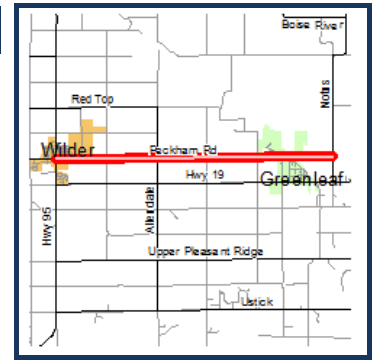 Boise River
Notus
Red Top
Wilder
Peckham Rd
Hwy 19
Greenleaf
Allendale
Hwy 95
Upper Pleasant Ridge
Ustick